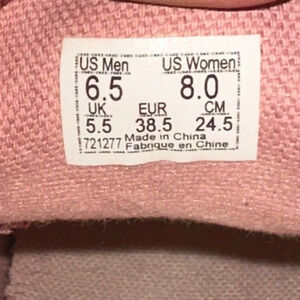 US Men US Women
6.5 8.0
UK EUR CM
5.5 38.5 24.5
721277 Made in China
Fabrique en Chine